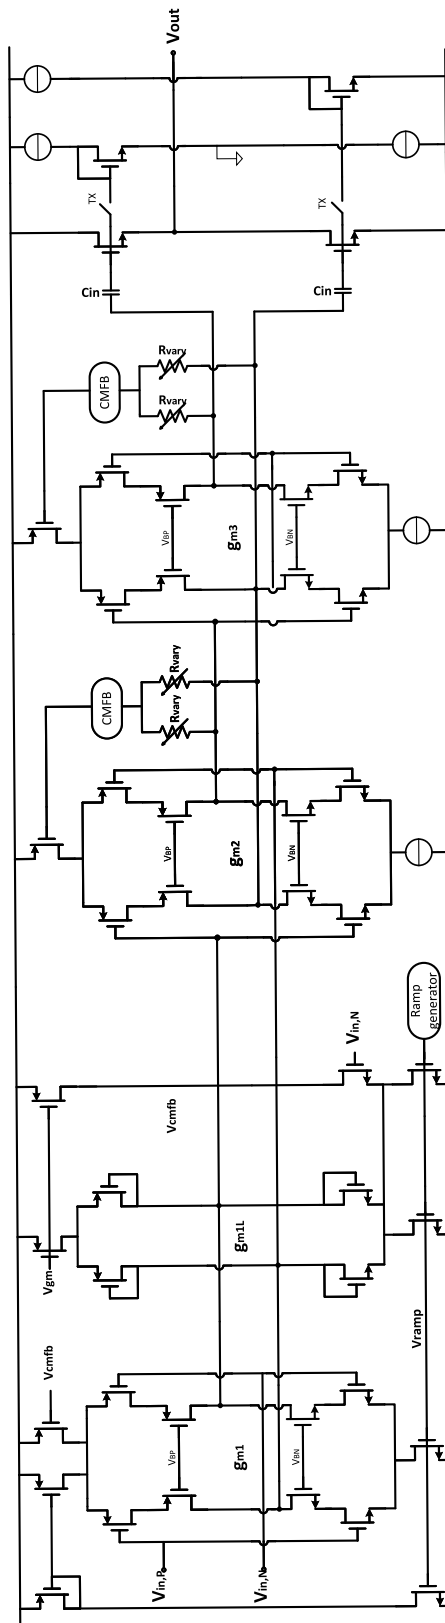 Vin,P
Vin,N
Vcmfb
gm1
VBP
VBN
Vgm
gm1L
Vramp
Vcmfb
Vin,N
Ramp generator
gm2
VBP
VBN
CMFB
Rvary
Rvary
gm3
VBP
VBN
CMFB
Rvary
Rvary
Cin
Cin
TX
TX
Vout